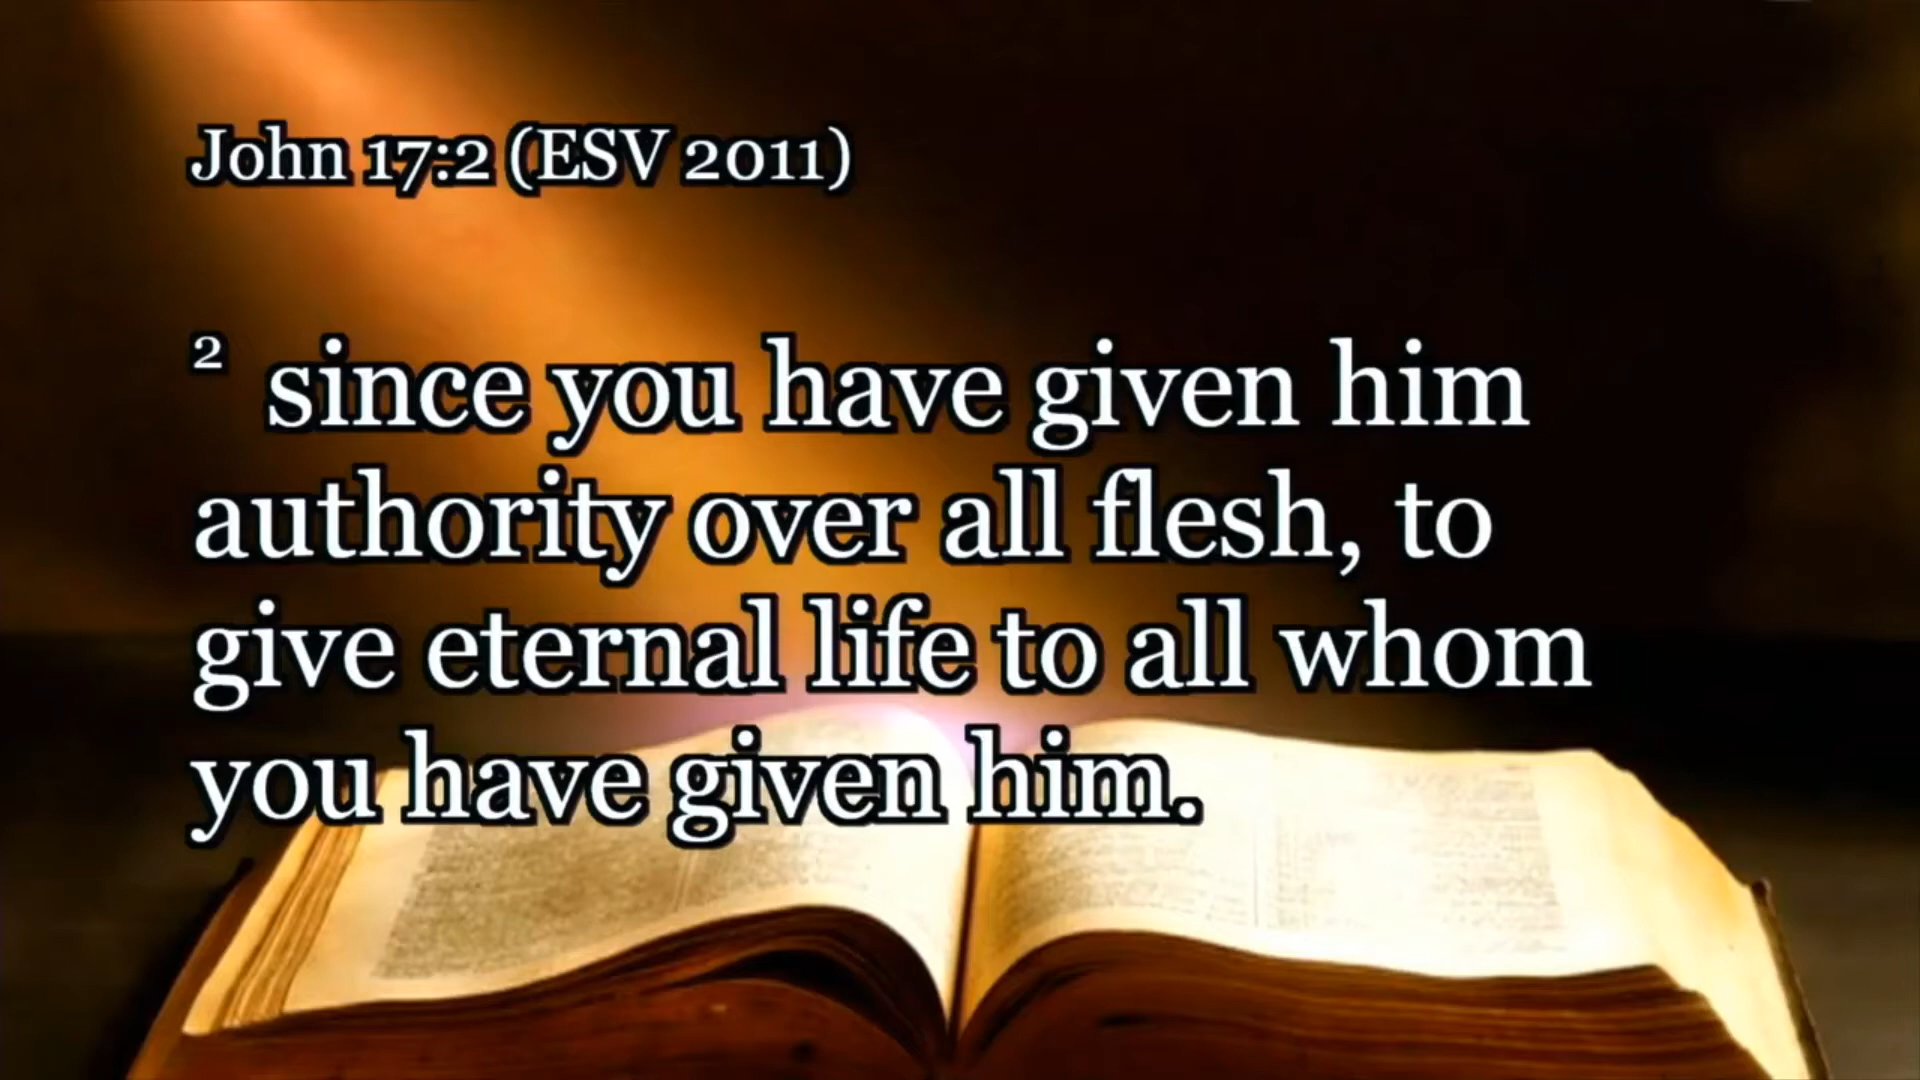 John 17:2 (ESV 2011)
² since you have given him
authority over all flesh, to
give eternal life to all whom
you have given him.